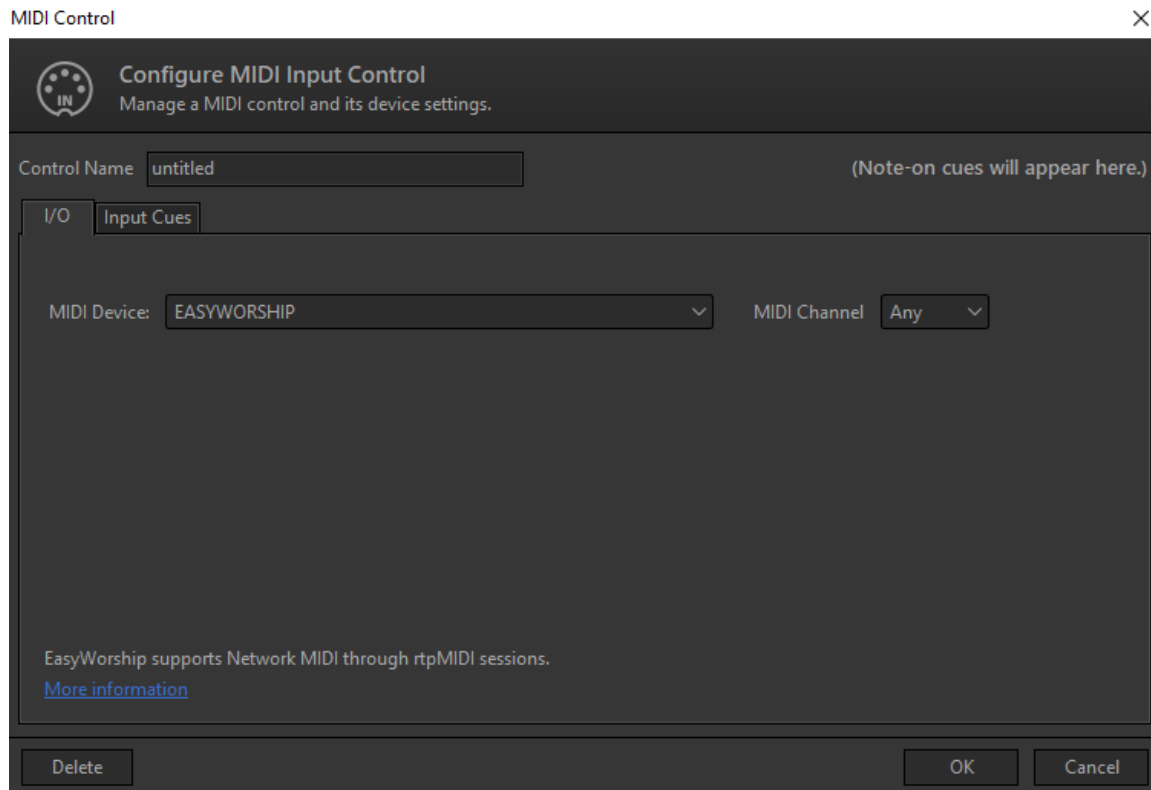 MIDI Control
IN
Configure MIDI Input Control
Manage a MIDI control and its device settings.
Control Name untitled (Note-on cues will appear here.)
I/O Input Cues
MIDI Device: EASYWORSHIP MIDI Channel Any
EasyWorship supports Network MIDI through rtpMIDI sessions.
More information
Delete OK Cancel